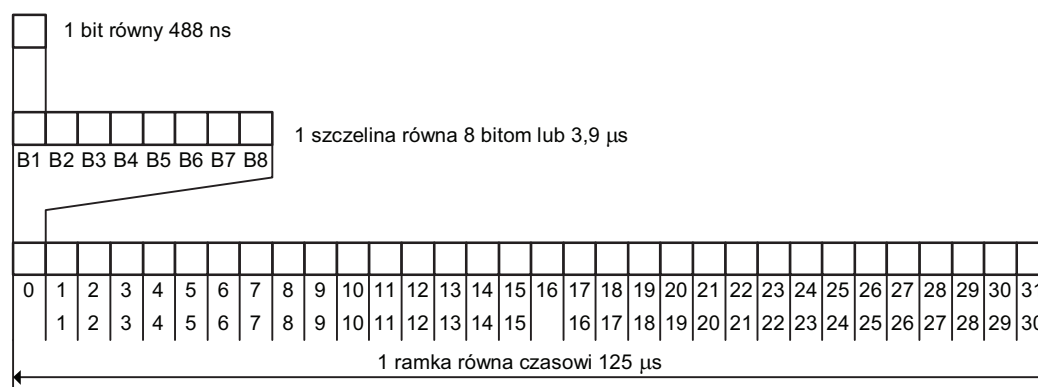 1 bit równy 488 ns
1 szczelina równa 8 bitom lub 3,9 μs
B1 B2 B3 B4 B5 B6 B7 B8
0 1 2 3 4 5 6 7 8 9 10 11 12 13 14 15 16 17 18 19 20 21 22 23 24 25 26 27 28 29 30 31
1 2 3 4 5 6 7 8 9 10 11 12 13 14 15 16 17 18 19 20 21 22 23 24 25 26 27 28 29 30
1 ramka równa czasowi 125 μs